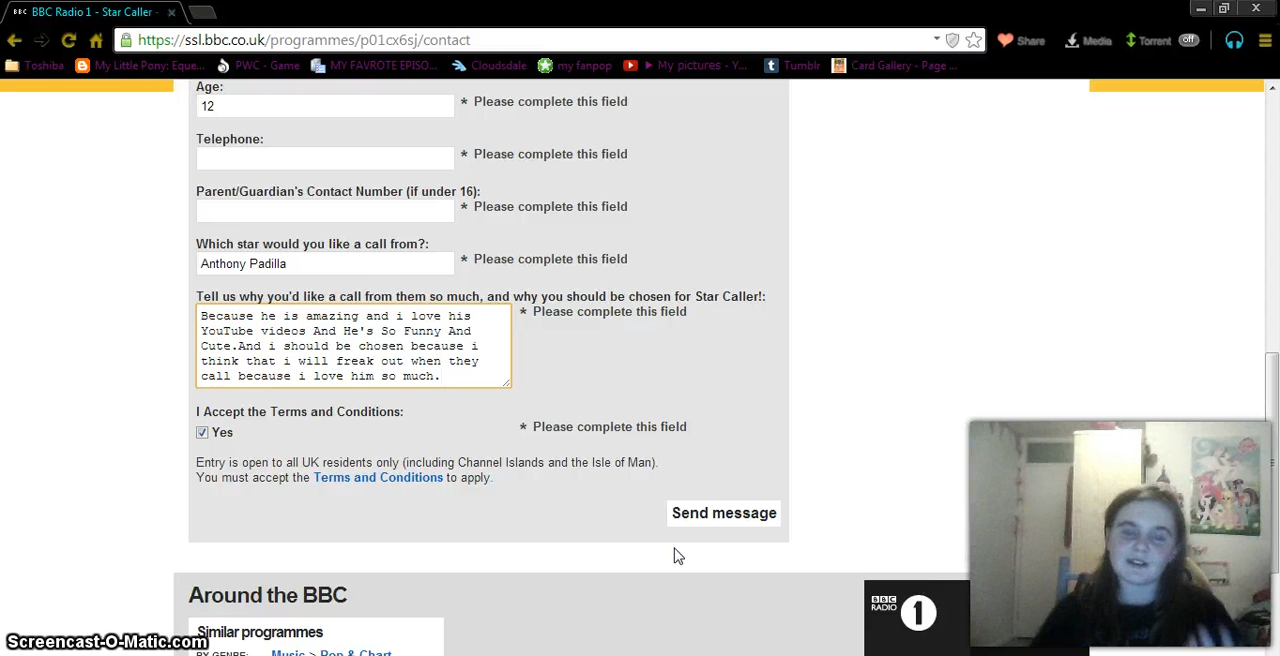 BBC BBC Radio 1 - Star Caller -
https://ssl.bbc.co.uk/programmes/p01cx6sj/contact
Share Media Torrent off
Toshiba My Little Pony: Eque... PWC - Game MY FAVROTE EPISO... Cloudsdale my fanpop My pictures - Y... Tumblr Card Gallery - Page ...
Age:
12 * Please complete this field
Telephone:
* Please complete this field
Parent/Guardian's Contact Number (if under 16):
* Please complete this field
Which star would you like a call from?:
Anthony Padilla * Please complete this field
Tell us why you'd like a call from them so much, and why you should be chosen for Star Caller!:
Because he is amazing and i love his * Please complete this field
YouTube videos And He's So Funny And
Cute.And i should be chosen because i
think that i will freak out when they
call because i love him so much.
I Accept the Terms and Conditions:
Yes * Please complete this field
Entry is open to all UK residents only (including Channel Islands and the Isle of Man).
You must accept the Terms and Conditions to apply.
Send message
Around the BBC
BBC RADIO 1
Similar programmes
BY GENRE: Music > Pop & Chart
Screencast-O-Matic.com